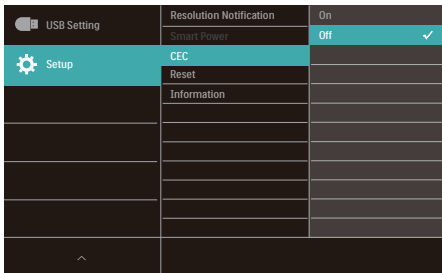 USB Setting
Setup
Resolution Notification
Smart Power
CEC
Reset
Information
On
Off